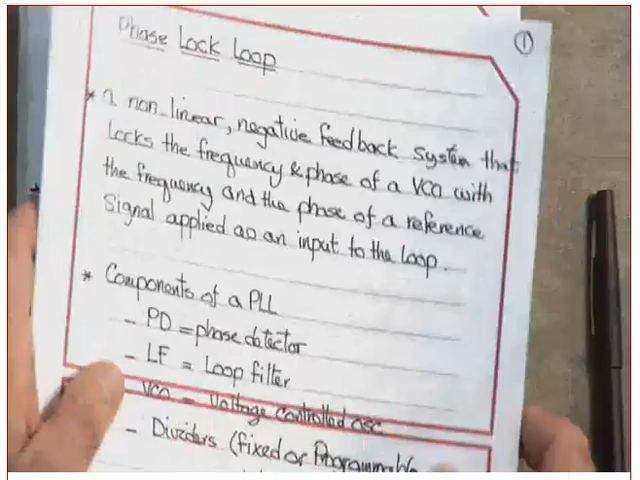 Phase Lock Loop
1
* A non linear, negative feedback system that
locks the frequency & phase of a VCO with
the frequency and the phase of a reference
Signal applied as an input to the loop.
* Components of a PLL
- PD = phase detector
- LF = Loop filter
VCO = Voltage controlled osc
- Dividers (fixed or Programmable